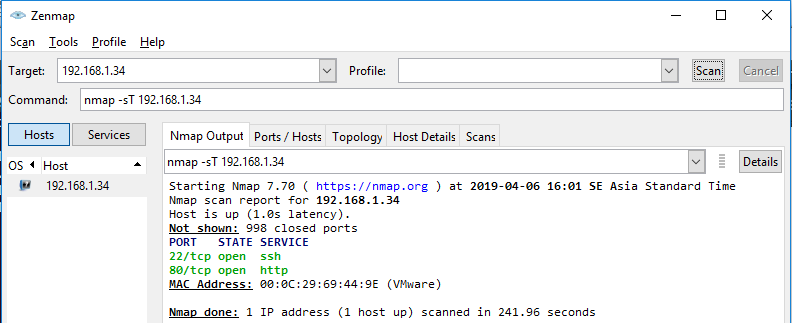 Zenmap
Scan Tools Profile Help
Target: 192.168.1.34 Profile: Scan Cancel
Command: nmap -sT 192.168.1.34
Hosts Services Nmap Output Ports / Hosts Topology Host Details Scans
OS Host nmap -sT 192.168.1.34 Details
192.168.1.34
Starting Nmap 7.70 ( https://nmap.org ) at 2019-04-06 16:01 SE Asia Standard Time
Nmap scan report for 192.168.1.34
Host is up (1.0s latency).
Not shown: 998 closed ports
PORT STATE SERVICE
22/tcp open ssh
80/tcp open http
MAC Address: 00:0C:29:69:44:9E (VMware)
Nmap done: 1 IP address (1 host up) scanned in 241.96 seconds